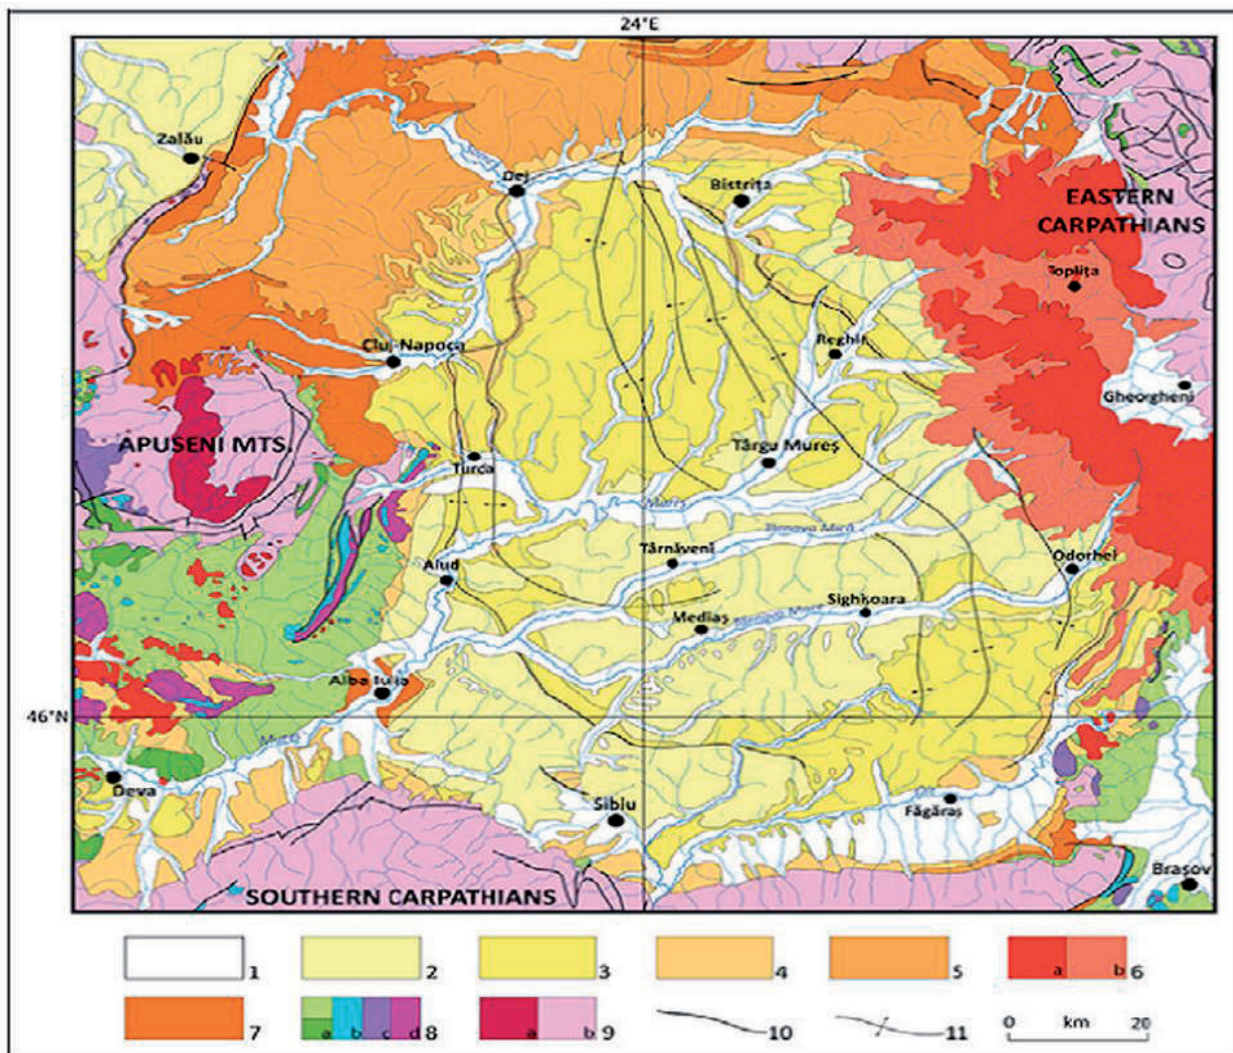 24°E
Zalău
Dej
Bistrița
EASTERN
CARPATHIANS
Toplița
Cluj-Napoca
Reghin
Gheorgheni
APUSENI MTS.
Târgu Mureș
Turda
Mureș
Târnava Mică
Târnăveni
Odorhei
Aiud
Sighișoara
Mediaș
Târnava Mare
Alba Iulia
46°N
Mureș
Deva
Olt
Sibiu
Făgăraș
Brașov
SOUTHERN CARPATHIANS
1 2 3 4 5 a b 6
7 a b c d 8 a b 9 10 11 0 km 20